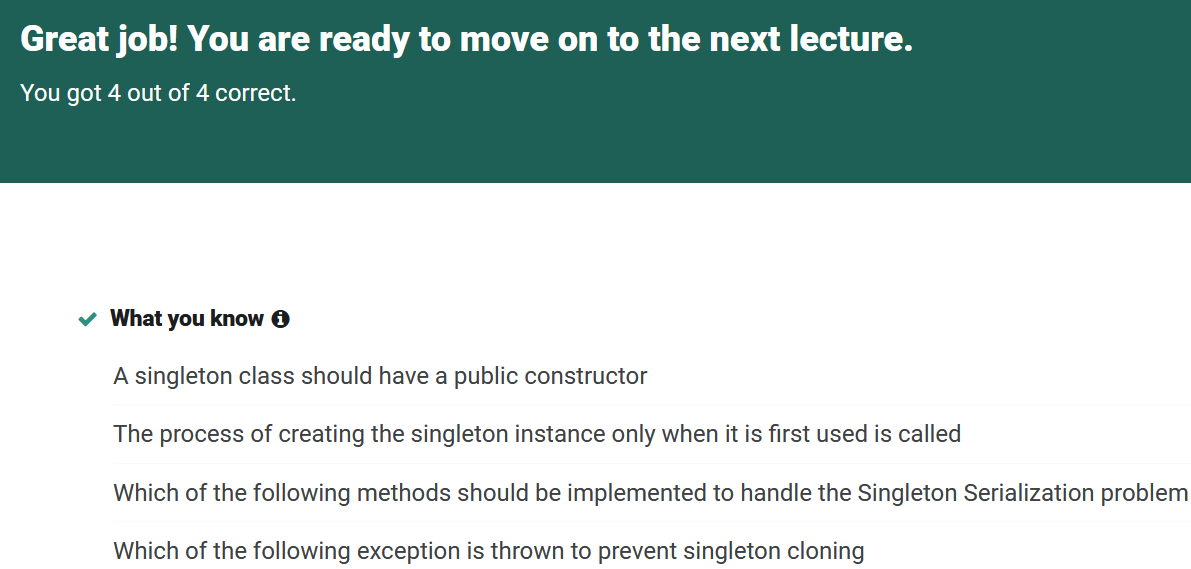 Great job! You are ready to move on to the next lecture.
You got 4 out of 4 correct.
What you know
A singleton class should have a public constructor
The process of creating the singleton instance only when it is first used is called
Which of the following methods should be implemented to handle the Singleton Serialization problem
Which of the following exception is thrown to prevent singleton cloning